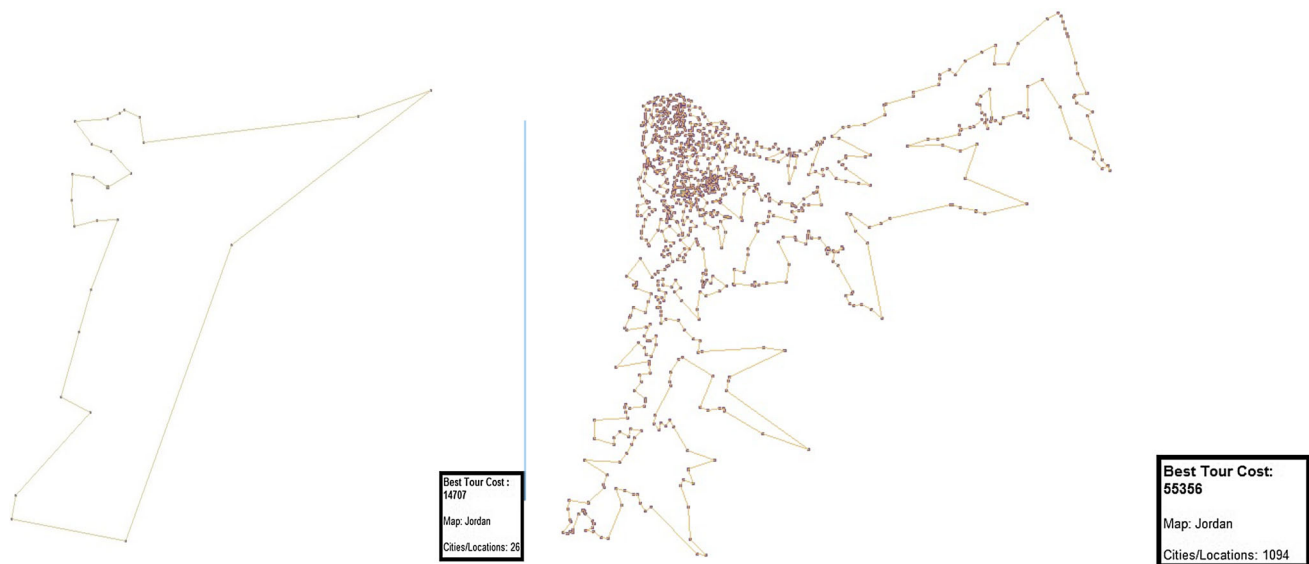 Best Tour Cost :
14707
Map: Jordan
Cities/Locations: 26
Best Tour Cost:
55356
Map: Jordan
Cities/Locations: 1094